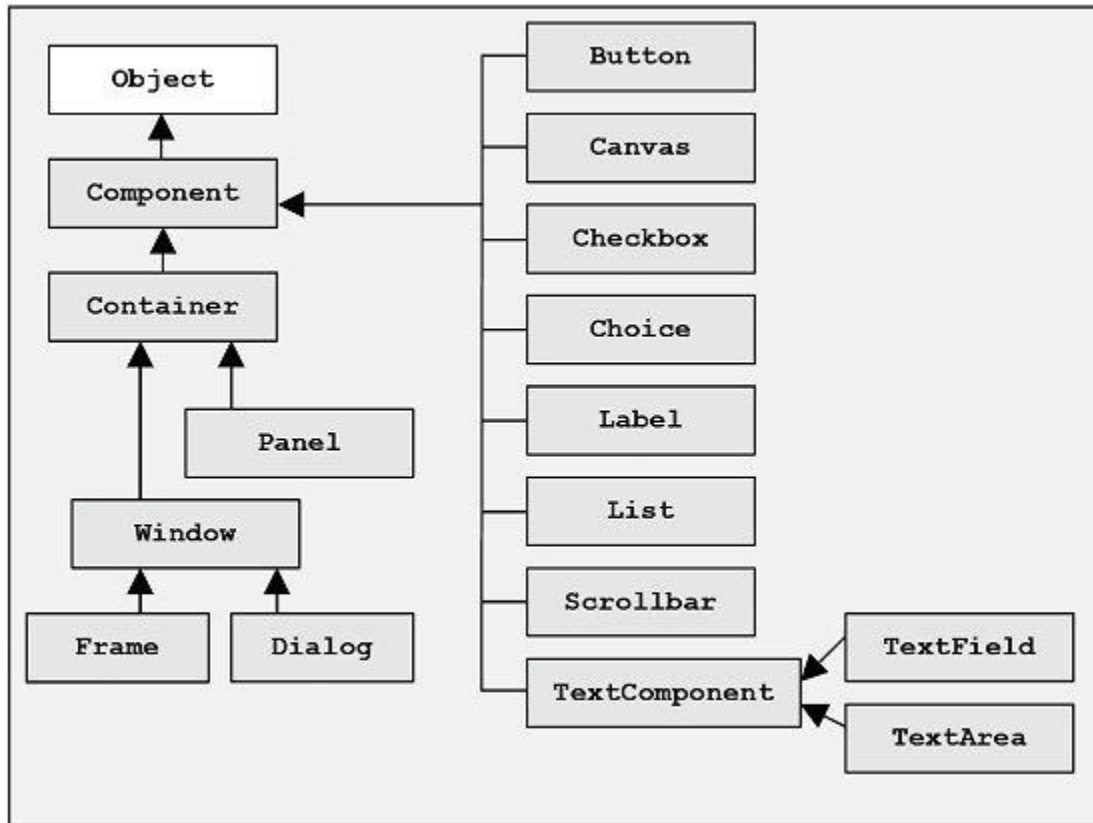 Object
Component
Container
Panel
Window
Frame
Dialog
Button
Canvas
Checkbox
Choice
Label
List
Scrollbar
TextComponent
TextField
TextArea